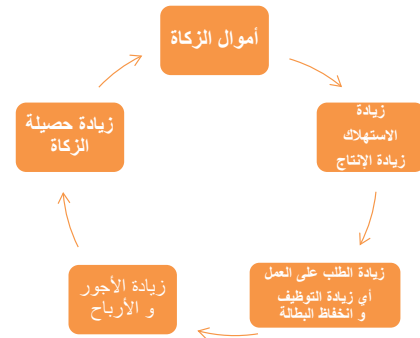 أموال الزكاة
زيادة
الاستهلاك
زيادة الإنتاج
زيادة الطلب على العمل
أي زيادة التوظيف
و انخفاظ البطالة
زيادة الأجور
و الأرباح
زيادة حصيلة
الزكاة